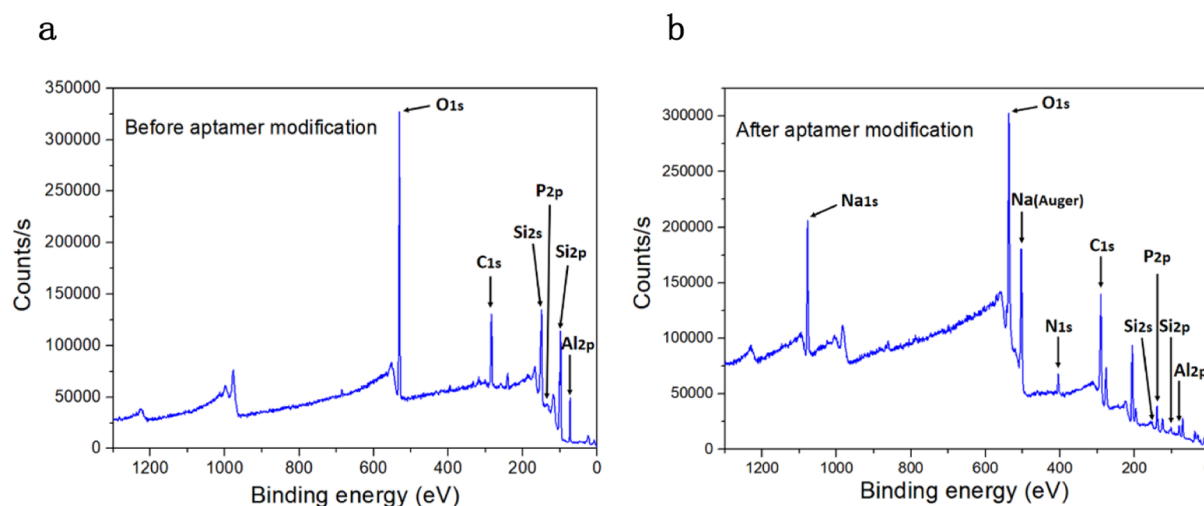 a
350000
300000
250000
200000
150000
100000
50000
0
Counts/s
Before aptamer modification
O1s
C1s
Si2s
P2p
Si2p
Al2p
1200 1000 800 600 400 200 0
Binding energy (eV)
b
300000
250000
200000
150000
100000
50000
0
Counts/s
After aptamer modification
O1s
Na1s
Na(Auger)
N1s
C1s
P2p
Si2s
Si2p
Al2p
1200 1000 800 600 400 200 0
Binding energy (eV)